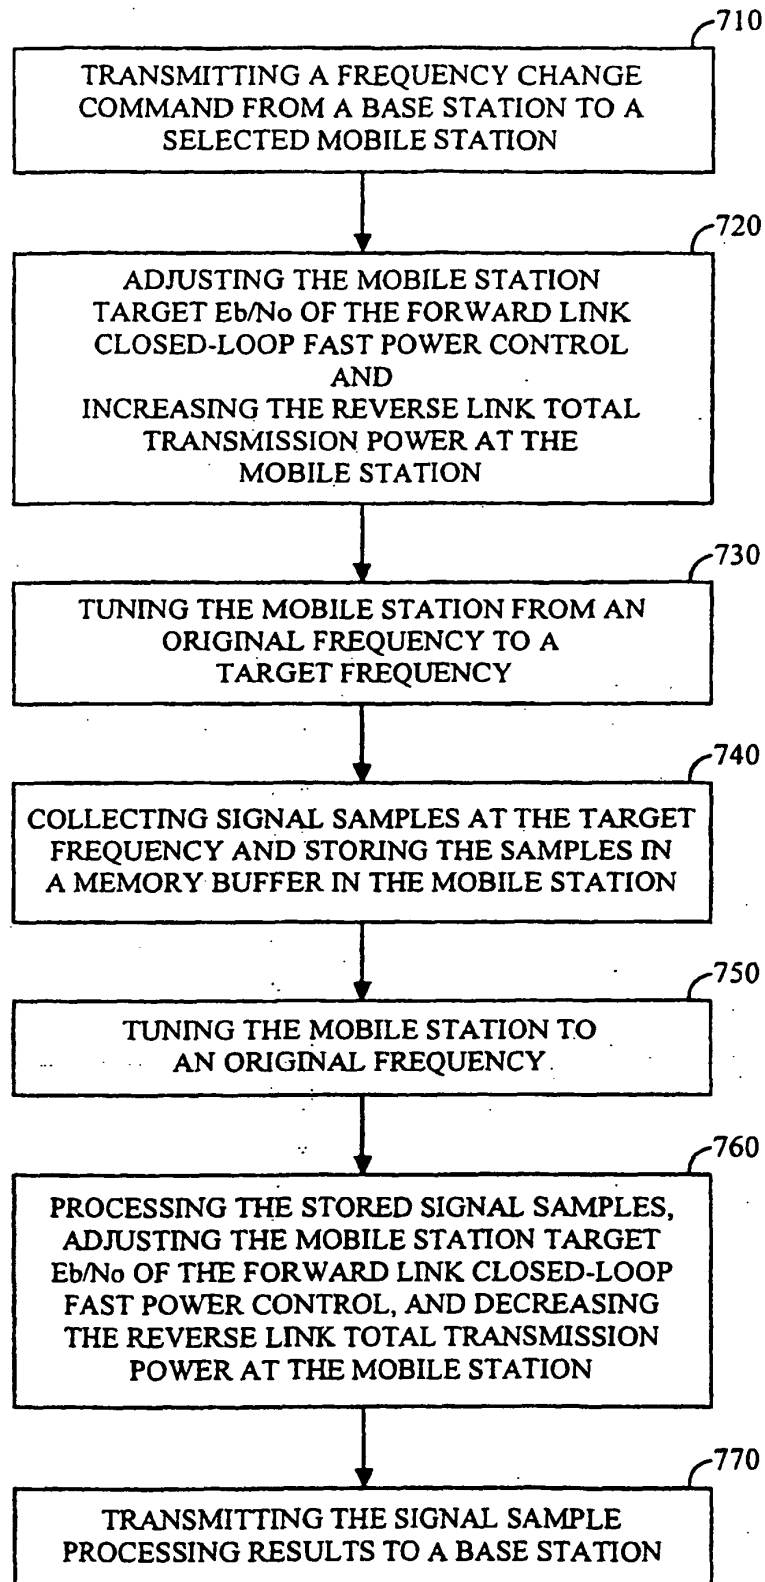 710
TRANSMITTING A FREQUENCY CHANGE
COMMAND FROM A BASE STATION TO A
SELECTED MOBILE STATION
720
ADJUSTING THE MOBILE STATION
TARGET Eb/No OF THE FORWARD LINK
CLOSED-LOOP FAST POWER CONTROL
AND
INCREASING THE REVERSE LINK TOTAL
TRANSMISSION POWER AT THE
MOBILE STATION
730
TUNING THE MOBILE STATION FROM AN
ORIGINAL FREQUENCY TO A
TARGET FREQUENCY
740
COLLECTING SIGNAL SAMPLES AT THE TARGET
FREQUENCY AND STORING THE SAMPLES IN
A MEMORY BUFFER IN THE MOBILE STATION
750
TUNING THE MOBILE STATION TO
AN ORIGINAL FREQUENCY
760
PROCESSING THE STORED SIGNAL SAMPLES,
ADJUSTING THE MOBILE STATION TARGET
Eb/No OF THE FORWARD LINK CLOSED-LOOP
FAST POWER CONTROL, AND DECREASING
THE REVERSE LINK TOTAL TRANSMISSION
POWER AT THE MOBILE STATION
770
TRANSMITTING THE SIGNAL SAMPLE
PROCESSING RESULTS TO A BASE STATION